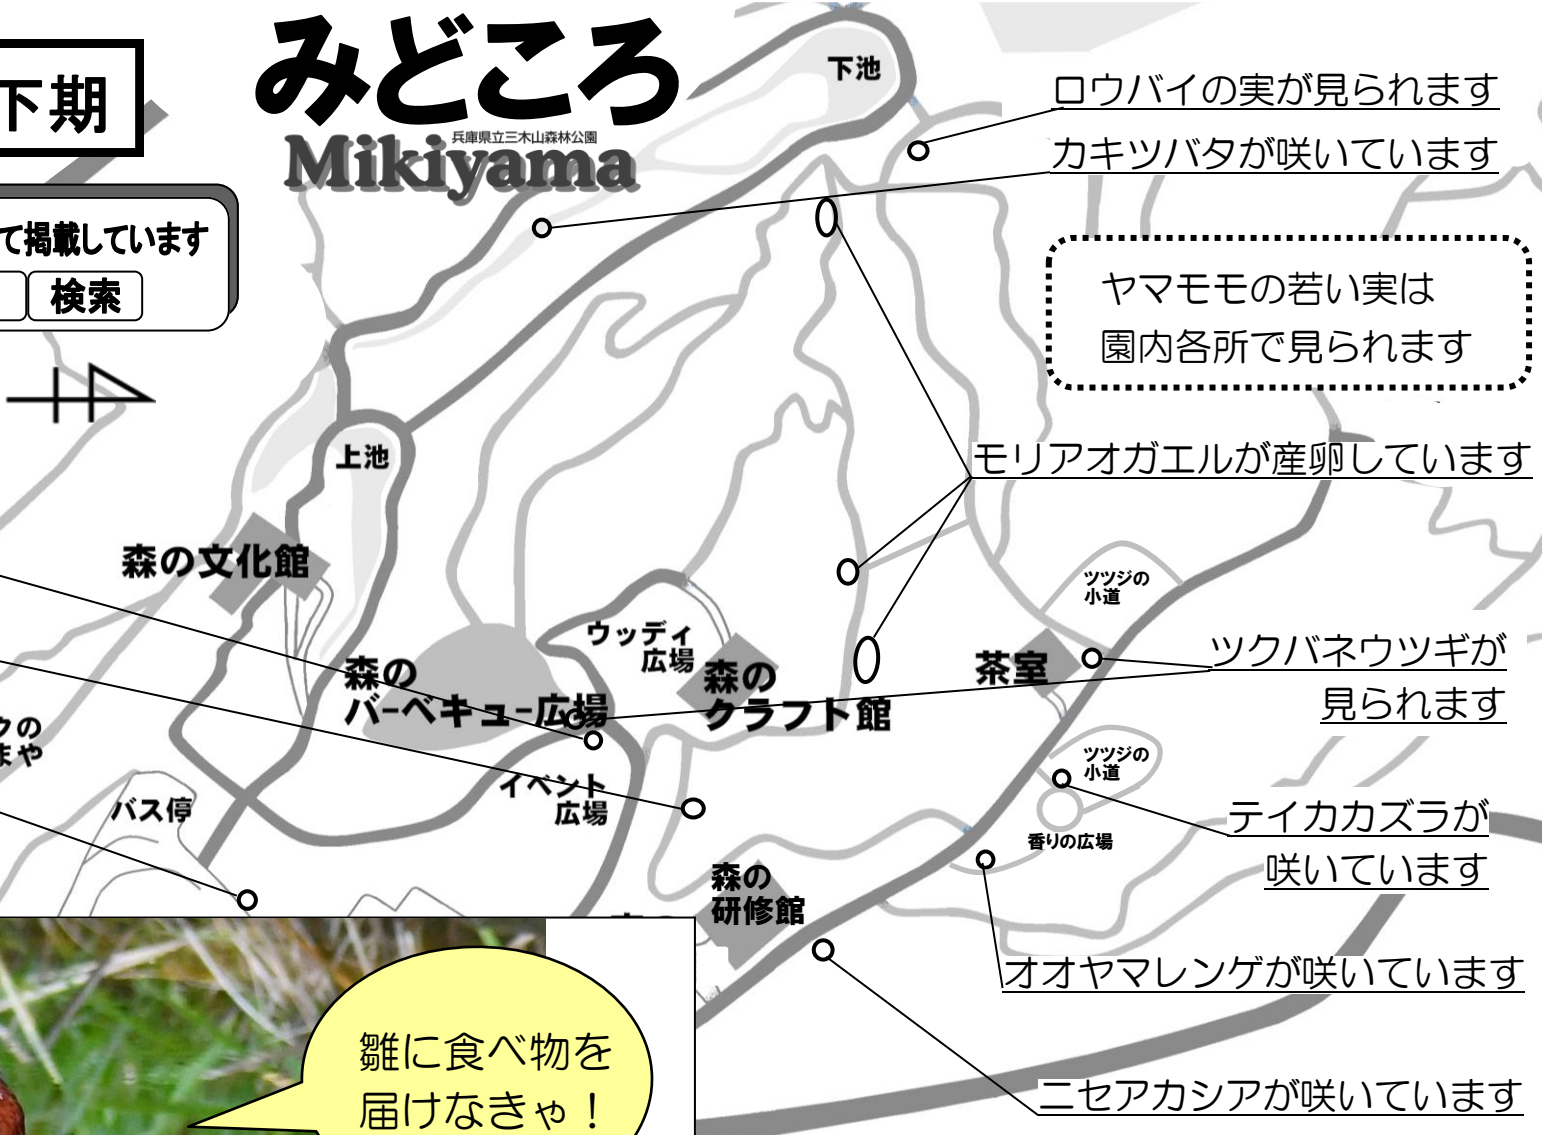 下期
みどころ
兵庫県立三木山森林公園
Mikiyama
て掲載しています
検索
下池
ロウバイの実が見られます
カキツバタが咲いています
ヤマモモの若い実は
園内各所で見られます
モリアオガエルが産卵しています
上池
森の文化館
ツツジの
小道
ウッディ
広場
森の
バーベキュー広場
森の
クラフト館
茶室
ツクバネウツギが
見られます
クの
まや
バス停
イベント
広場
ツツジの
小道
香りの広場
テイカカズラが
咲いています
森の
研修館
オオヤマレンゲが咲いています
ニセアカシアが咲いています
雛に食べ物を
届けなきゃ！